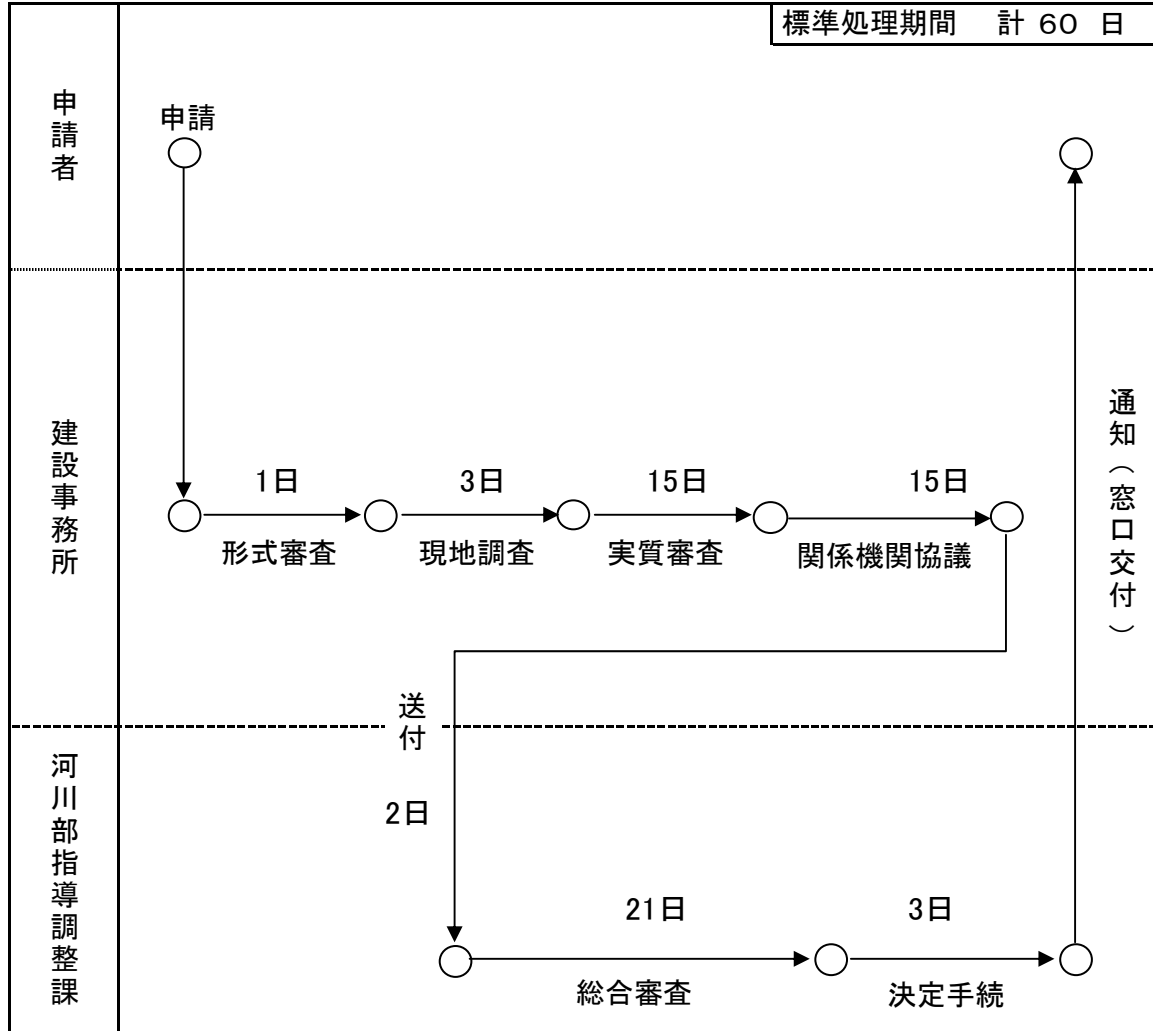 標準処理期間 計 60 日
申請者
申請
建設事務所
1日
3日
15日
15日
形式審査
現地調査
実質審査
関係機関協議
通知（窓口交付）
送付
2日
河川部指導調整課
21日
3日
総合審査
決定手続